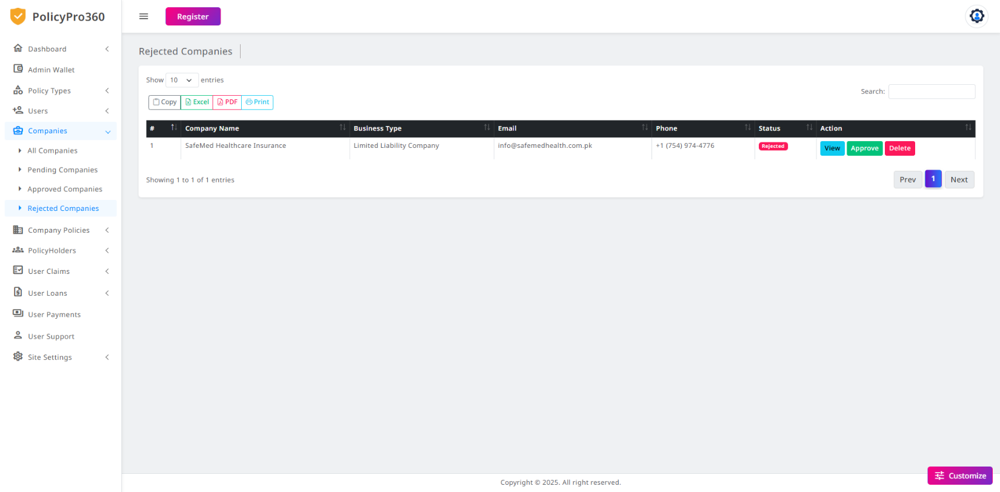 PolicyPro360
Register
Dashboard
Admin Wallet
Policy Types
Users
Companies
All Companies
Pending Companies
Approved Companies
Rejected Companies
Company Policies
PolicyHolders
User Claims
User Loans
User Payments
User Support
Site Settings
Rejected Companies
Show 10 entries
Search:
Copy Excel PDF Print
# Company Name Business Type Email Phone Status Action
1 SafeMed Healthcare Insurance Limited Liability Company info@safemedhealth.com.pk +1 (754) 974-4776 Rejected View Approve Delete
Showing 1 to 1 of 1 entries
Prev 1 Next
Customize
Copyright © 2025. All right reserved.